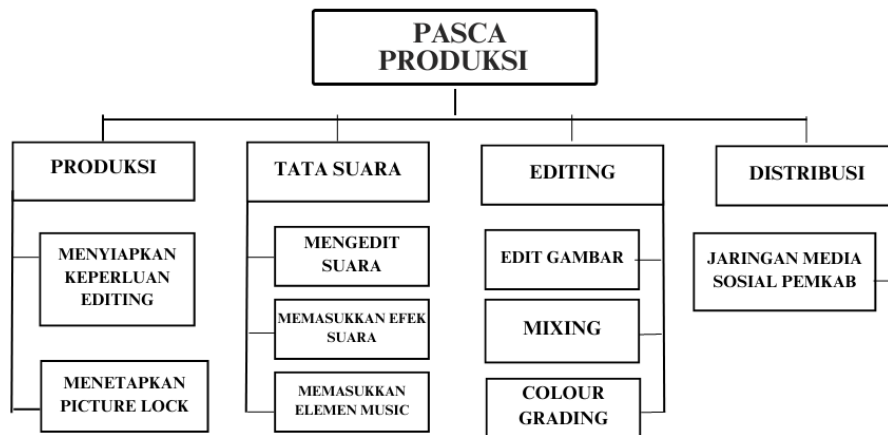 PASCA
PRODUKSI
PRODUKSI
MENYIAPKAN
KEPERLUAN
EDITING
MENETAPKAN
PICTURE LOCK
TATA SUARA
MENGEDIT
SUARA
MEMASUKKAN EFEK
SUARA
MEMASUKKAN
ELEMEN MUSIC
EDITING
EDIT GAMBAR
MIXING
COLOUR
GRADING
DISTRIBUSI
JARINGAN MEDIA
SOSIAL PEMKAB